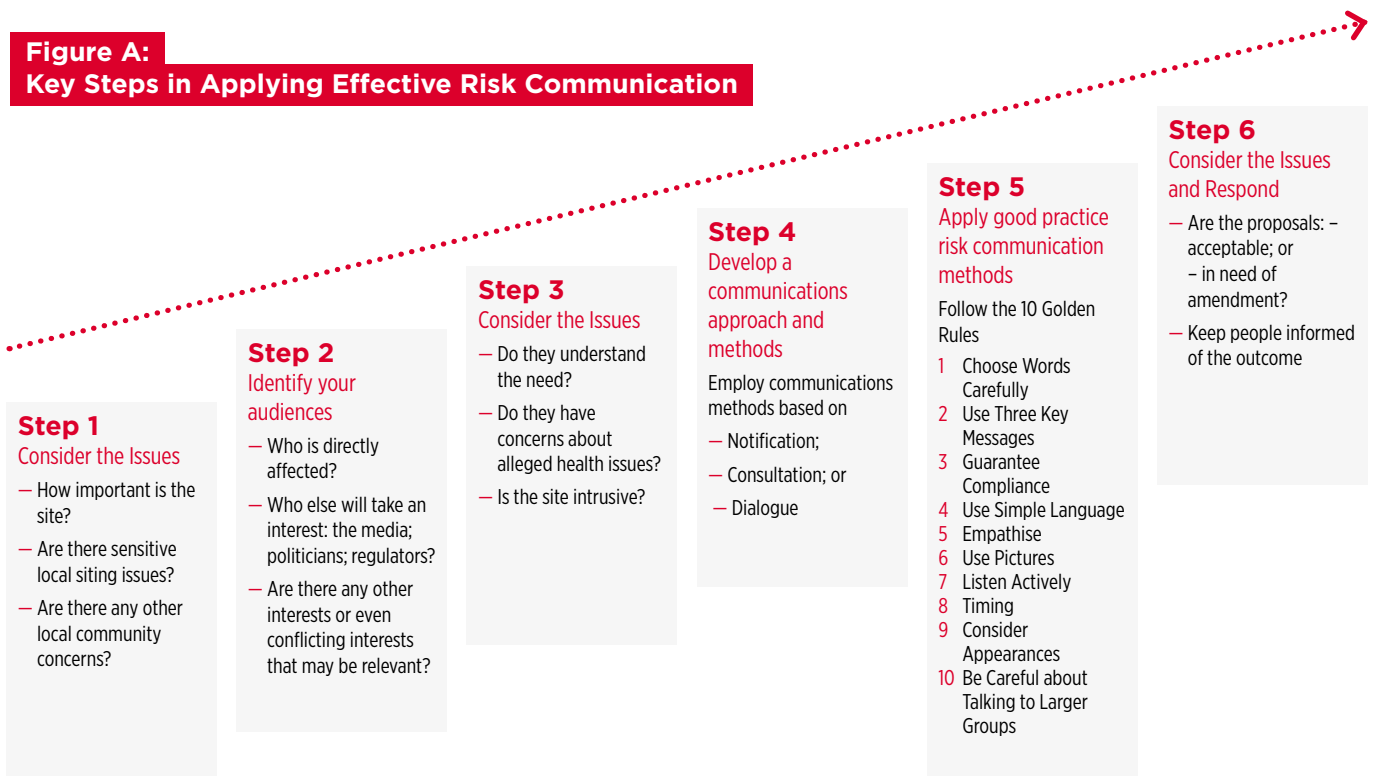 Figure A:
Key Steps in Applying Effective Risk Communication
Step 1
Consider the Issues
— How important is the
site?
— Are there sensitive
local siting issues?
— Are there any other
local community
concerns?
Step 2
Identify your
audiences
— Who is directly
affected?
— Who else will take an
interest: the media;
politicians; regulators?
— Are there any other
interests or even
conflicting interests
that may be relevant?
Step 3
Consider the Issues
— Do they understand
the need?
— Do they have
concerns about
alleged health issues?
— Is the site intrusive?
Step 4
Develop a
communications
approach and
methods
Employ communications
methods based on
— Notification;
— Consultation; or
— Dialogue
Step 5
Apply good practice
risk communication
methods
Follow the 10 Golden
Rules
1 Choose Words
Carefully
2 Use Three Key
Messages
3 Guarantee
Compliance
4 Use Simple Language
5 Empathise
6 Use Pictures
7 Listen Actively
8 Timing
9 Consider
Appearances
10 Be Careful about
Talking to Larger
Groups
Step 6
Consider the Issues
and Respond
— Are the proposals: –
acceptable; or
– in need of
amendment?
— Keep people informed
of the outcome